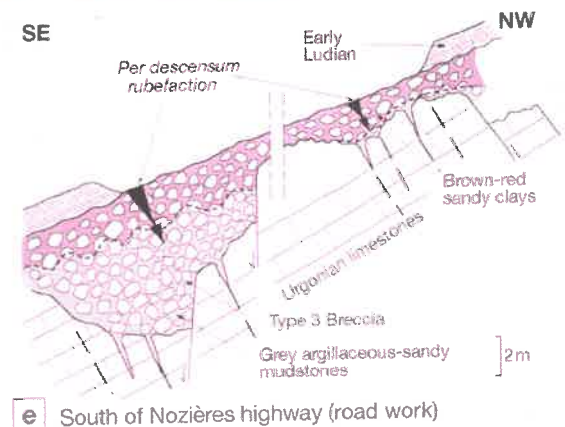 SE
NW
Early
Ludian
Per descensum
rubefaction
Brown-red
sandy clays
Urgonian limestones
Type 3 Breccia
Grey argillaceous-sandy
mudstones
2m
e South of Nozières highway (road work)